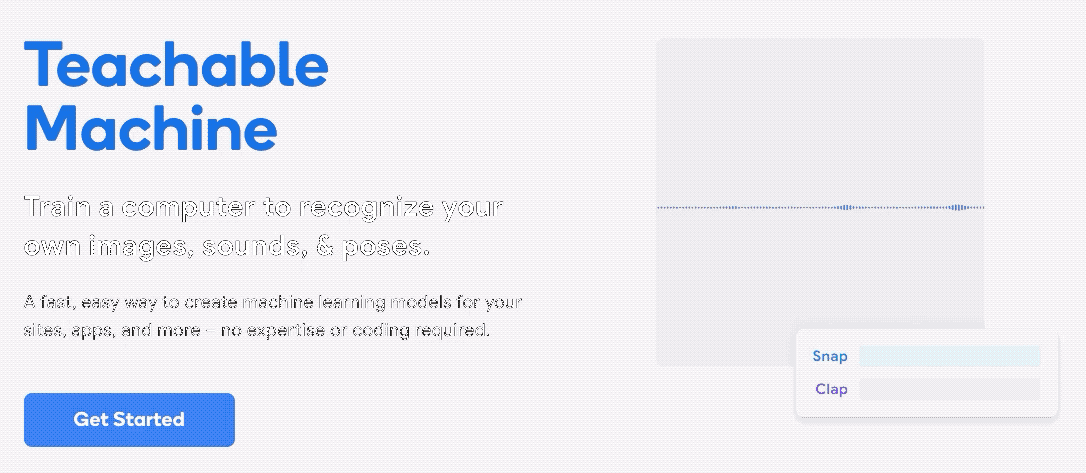 Teachable
Machine
Train a computer to recognize your
own images, sounds, & poses.
A fast, easy way to create machine learning models for your
sites, apps, and more – no expertise or coding required.
Get Started
Snap
Clap